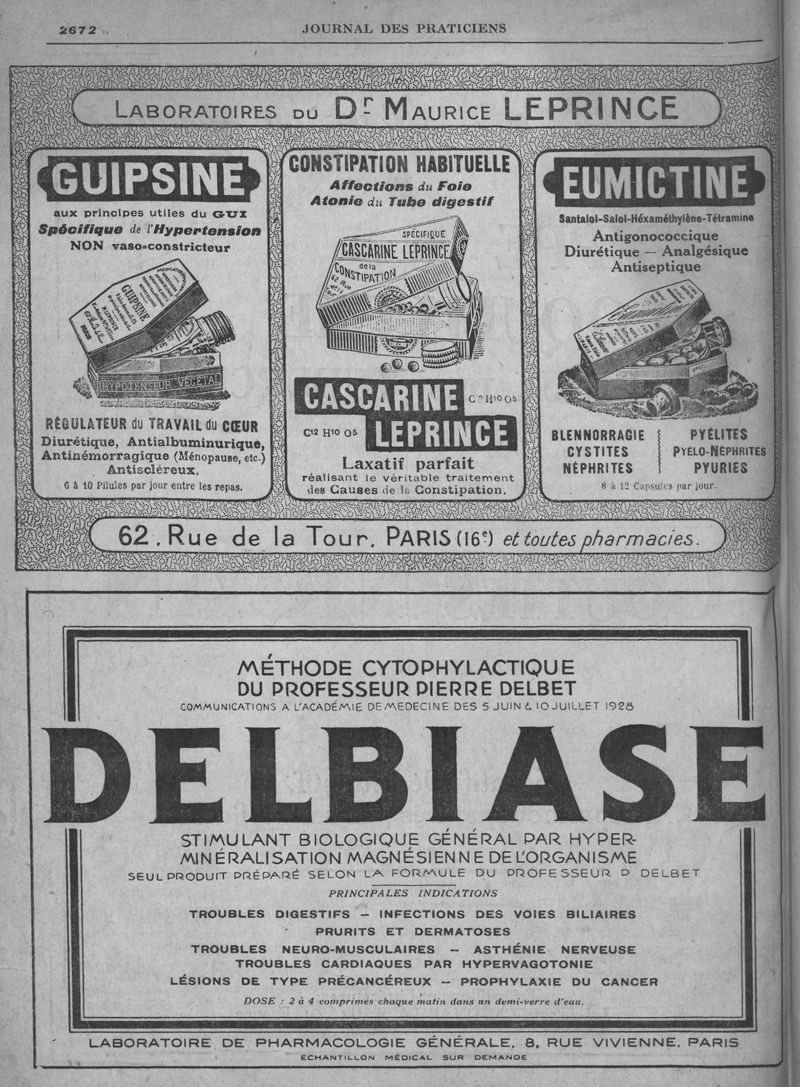 2672
JOURNAL DES PRATICIENS
LABORATOIRES DU Dr MAURICE LEPRINCE
GUIPSINE
aux principes utiles du GUI
Spécifique de l'Hypertension
NON vaso-constricteur
GUIPSINE
HYPOTENSEUR VÉGÉTAL
RÉGULATEUR du TRAVAIL du CŒUR
Diurétique, Antialbuminurique,
Antinémorragique (Ménopause, etc.)
Antiscléreux.
6 à 10 Pilules par jour entre les repas.
CONSTIPATION HABITUELLE
Affections du Foie
Atonie du Tube digestif
SPÉCIFIQUE
CASCARINE LEPRINCE
de la
CONSTIPATION
62 Rue
de la
Tour
CASCARINE
C12 H10 O5
C12 H10 O5
LEPRINCE
Laxatif parfait
réalisant le véritable traitement
des Causes de la Constipation.
EUMICTINE
Santalol-Salol-Héxaméthylène-Tétramine
Antigonococcique
Diurétique — Analgésique
Antiseptique
BLENNORRAGIE
CYSTITES
NÉPHRITES
PYÉLITES
PYELO-NÉPHRITES
PYURIES
8 à 12 Capsules par jour.
62, Rue de la Tour, PARIS (16e) et toutes pharmacies.
MÉTHODE CYTOPHYLACTIQUE
DU PROFESSEUR PIERRE DELBET
COMMUNICATIONS A L'ACADÉMIE DE MEDECINE DES 5 JUIN & 10 JUILLET 1928
DELBIASE
STIMULANT BIOLOGIQUE GÉNÉRAL PAR HYPER-
MINÉRALISATION MAGNÉSIENNE DE L'ORGANISME
SEUL PRODUIT PRÉPARÉ SELON LA FORMULE DU PROFESSEUR P. DELBET
PRINCIPALES INDICATIONS
TROUBLES DIGESTIFS — INFECTIONS DES VOIES BILIAIRES
PRURITS ET DERMATOSES
TROUBLES NEURO-MUSCULAIRES — ASTHÉNIE NERVEUSE
TROUBLES CARDIAQUES PAR HYPERVAGOTONIE
LÉSIONS DE TYPE PRÉCANCÉREUX — PROPHYLAXIE DU CANCER
DOSE : 2 à 4 comprimés chaque matin dans un demi-verre d'eau.
LABORATOIRE DE PHARMACOLOGIE GÉNÉRALE, 8, RUE VIVIENNE, PARIS
ÉCHANTILLON MÉDICAL SUR DEMANDE